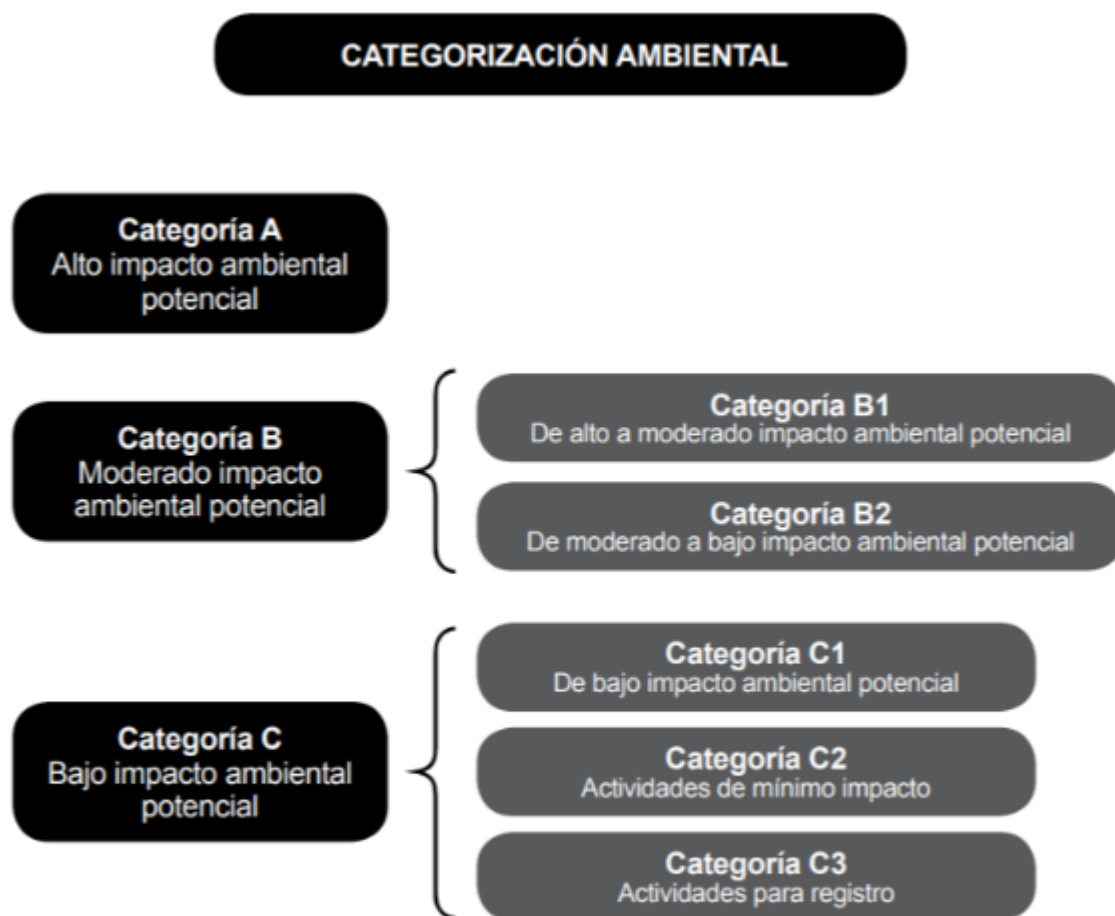 CATEGORIZACIÓN AMBIENTAL
Categoría A
Alto impacto ambiental
potencial
Categoría B
Moderado impacto
ambiental potencial
Categoría B1
De alto a moderado impacto ambiental potencial
Categoría B2
De moderado a bajo impacto ambiental potencial
Categoría C
Bajo impacto ambiental
potencial
Categoría C1
De bajo impacto ambiental potencial
Categoría C2
Actividades de mínimo impacto
Categoría C3
Actividades para registro